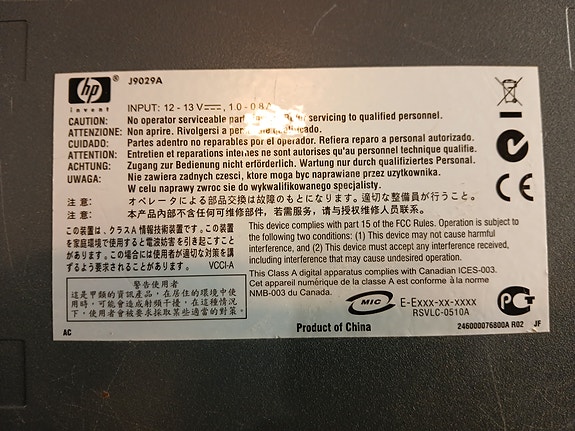 hp
®
invent
J9029A
INPUT: 12 - 13 V⎓, 1.0 - 0.8 A
CAUTION: No operator serviceable par servicing to qualified personnel.
ATTENZIONE: Non aprire. Rivolgersi a pe qualificato.
CUIDADO: Partes adentro no reparables por el operador. Refiera reparo a personal autorizado.
ATTENTION: Entretien et reparations internes ne sont autorises qu'au personnel technique qualifie.
ACHTUNG: Zugang zur Bedienung nicht erforderlich. Wartung nur durch qualifiziertes Personal.
UWAGA: Nie zawiera zadnych czesci, ktore moga byc naprawiane przez uzytkownika.
W celu naprawy zwroc sie do wykwalifikowanego specjalisty.
注意: オペレータによる部品交換は故障のもとになります。適切な整備員が行うこと。
注意: 本产品内部不含任何可维修部件，若需服务，请与授权维修人员联系。
この装置は、クラスA 情報技術装置です。この装置
を家庭環境で使用すると電波妨害を引き起こすこと
があります。この場合には使用者が適切な対策を講
ずるよう要求されることがあります。 VCCI-A
警告使用者
這是甲類的資訊產品，在居住的環境中使
用時，可能會造成射頻干擾，在這種情況
下，使用者會被要求採取某些適當的對策。
This device complies with part 15 of the FCC Rules. Operation is subject to
the following two conditions: (1) This device may not cause harmful
interference, and (2) This device must accept any interference received,
including interference that may cause undesired operation.
This Class A digital apparatus complies with Canadian ICES-003.
Cet appareil numérique de la classe A est conforme à la norme
NMB-003 du Canada.
MIC
E-Exxx-xx-xxxx
RSVLC-0510A
AC
Product of China
246000076800A R02 JF